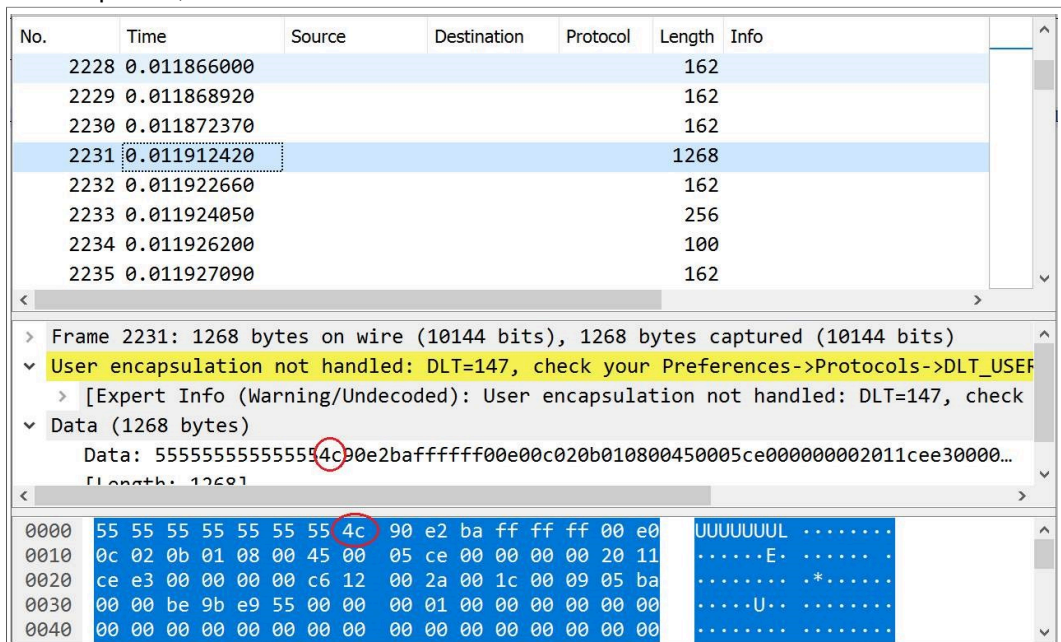 No. Time Source Destination Protocol Length Info
2228 0.011866000 162
2229 0.011868920 162
2230 0.011872370 162
2231 0.011912420 1268
2232 0.011922660 162
2233 0.011924050 256
2234 0.011926200 100
2235 0.011927090 162
Frame 2231: 1268 bytes on wire (10144 bits), 1268 bytes captured (10144 bits)
User encapsulation not handled: DLT=147, check your Preferences->Protocols->DLT_USER
[Expert Info (Warning/Undecoded): User encapsulation not handled: DLT=147, check
Data (1268 bytes)
Data: 555555555555554c90e2baffffff00e00c020b010800450005ce000000002011cee30000…
[Length: 1268]
0000 55 55 55 55 55 55 55 4c 90 e2 ba ff ff ff 00 e0 UUUUUUUL ········
0010 0c 02 0b 01 08 00 45 00 05 ce 00 00 00 00 20 11 ······E· ······ ·
0020 ce e3 00 00 00 00 c6 12 00 2a 00 1c 00 09 05 ba ········ ·*······
0030 00 00 be 9b e9 55 00 00 00 01 00 00 00 00 00 00 ·····U·· ········
0040 00 00 00 00 00 00 00 00 00 00 00 00 00 00 00 00 ········ ········